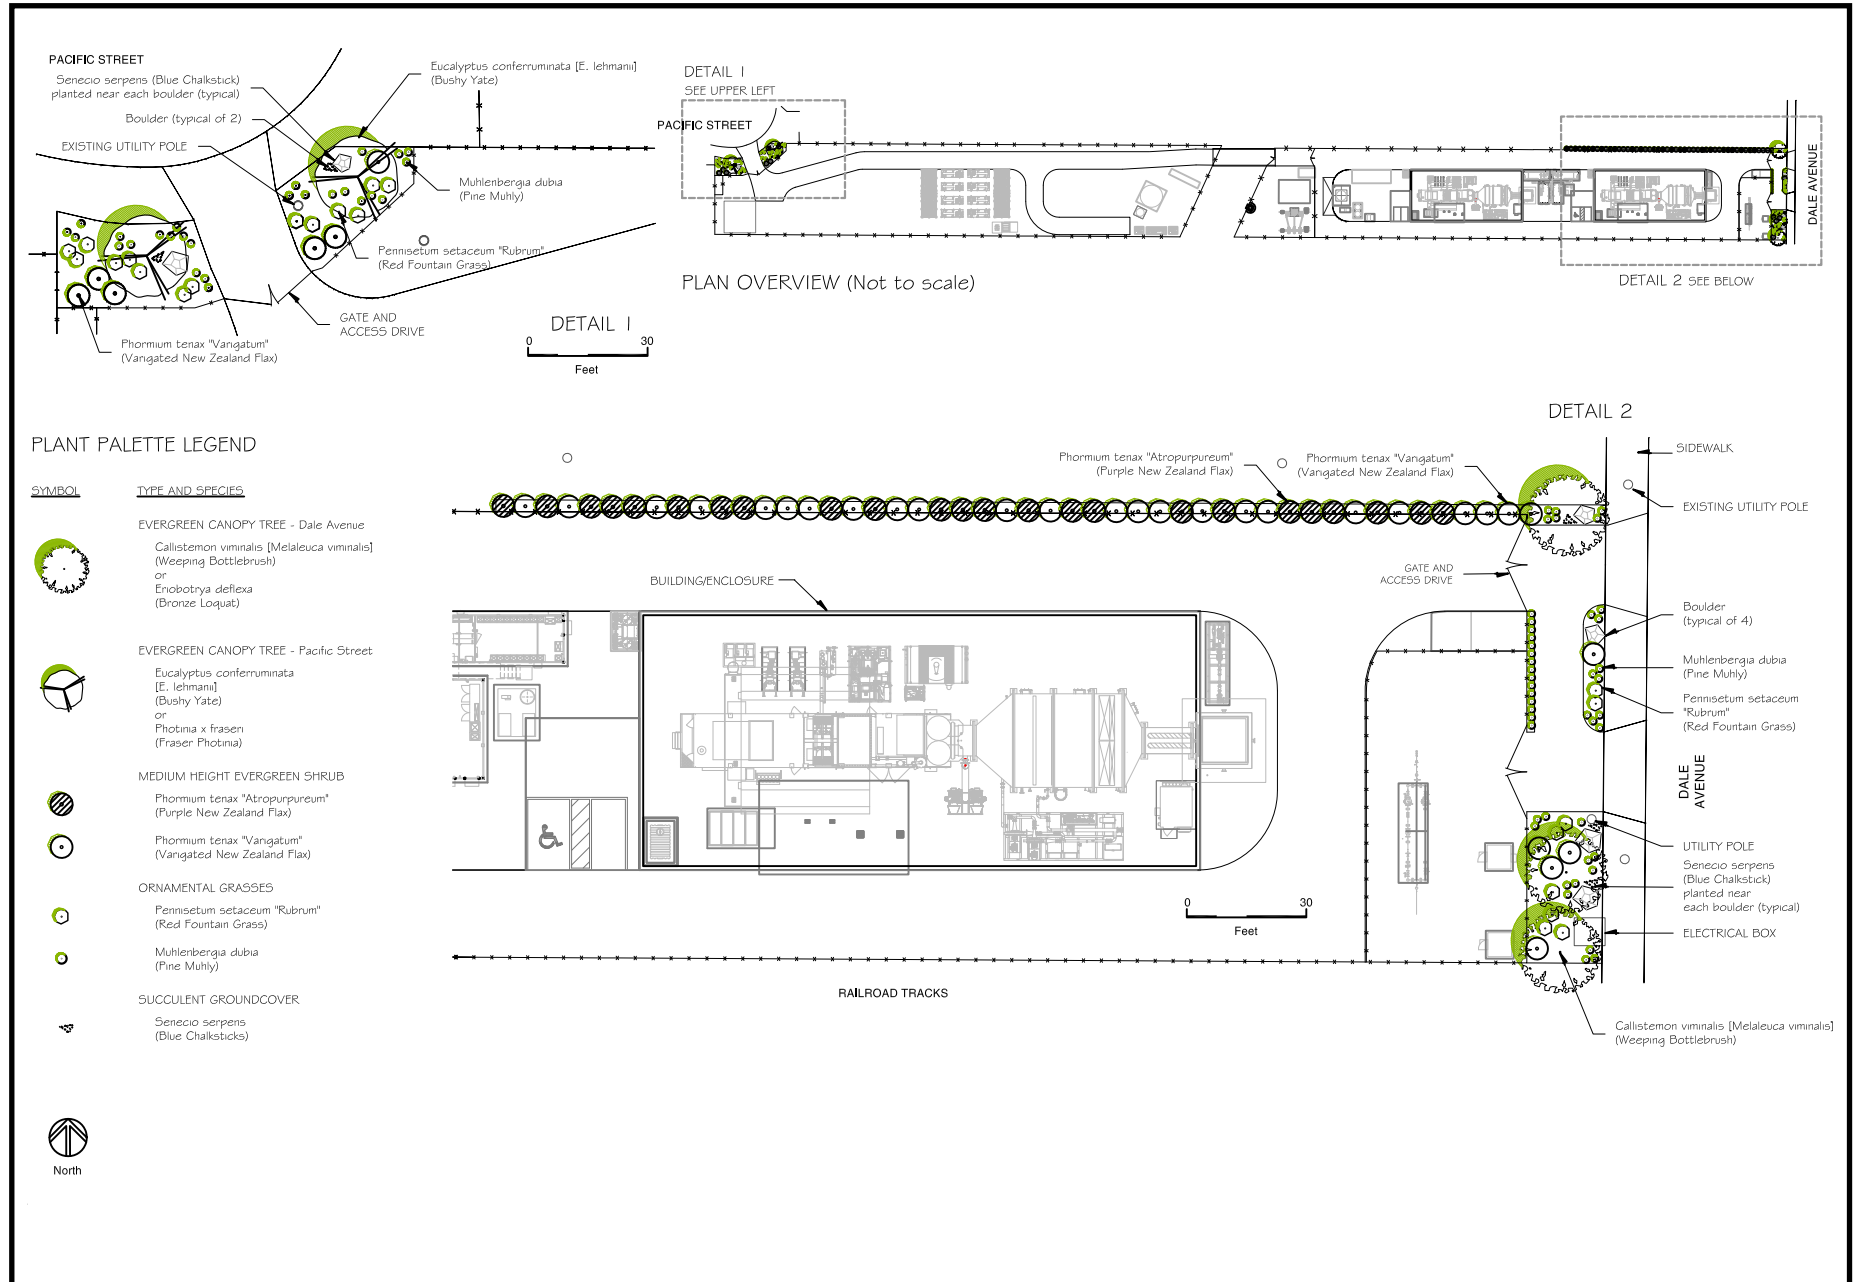 PACIFIC STREET
Senecio serpens (Blue Chalkstick)
planted near each boulder (typical)
Boulder (typical of 2)
EXISTING UTILITY POLE
Eucalyptus conferruminata [E. lehmanii]
(Bushy Yate)
Muhlenbergia dubia
(Pine Muhly)
Pennisetum setaceum "Rubrum"
(Red Fountain Grass)
GATE AND
ACCESS DRIVE
Phormium tenax "Varigatum"
(Varigated New Zealand Flax)
DETAIL 1
0 30
Feet
DETAIL 1
SEE UPPER LEFT
PACIFIC STREET
DALE AVENUE
PLAN OVERVIEW (Not to scale)
DETAIL 2 SEE BELOW
PLANT PALETTE LEGEND
SYMBOL TYPE AND SPECIES
EVERGREEN CANOPY TREE - Dale Avenue
Callistemon viminalis [Melaleuca viminalis]
(Weeping Bottlebrush)
or
Eriobotrya deflexa
(Bronze Loquat)
EVERGREEN CANOPY TREE - Pacific Street
Eucalyptus conferruminata
[E. lehmanii]
(Bushy Yate)
or
Photinia x fraseri
(Fraser Photinia)
MEDIUM HEIGHT EVERGREEN SHRUB
Phormium tenax "Atropurpureum"
(Purple New Zealand Flax)
Phormium tenax "Varigatum"
(Varigated New Zealand Flax)
ORNAMENTAL GRASSES
Pennisetum setaceum "Rubrum"
(Red Fountain Grass)
Muhlenbergia dubia
(Pine Muhly)
SUCCULENT GROUNDCOVER
Senecio serpens
(Blue Chalksticks)
North
DETAIL 2
Phormium tenax "Atropurpureum"
(Purple New Zealand Flax)
Phormium tenax "Varigatum"
(Varigated New Zealand Flax)
SIDEWALK
EXISTING UTILITY POLE
GATE AND
ACCESS DRIVE
BUILDING/ENCLOSURE
Boulder
(typical of 4)
Muhlenbergia dubia
(Pine Muhly)
Pennisetum setaceum
"Rubrum"
(Red Fountain Grass)
DALE
AVENUE
UTILITY POLE
Senecio serpens
(Blue Chalkstick)
planted near
each boulder (typical)
ELECTRICAL BOX
0 30
Feet
RAILROAD TRACKS
Callistemon viminalis [Melaleuca viminalis]
(Weeping Bottlebrush)